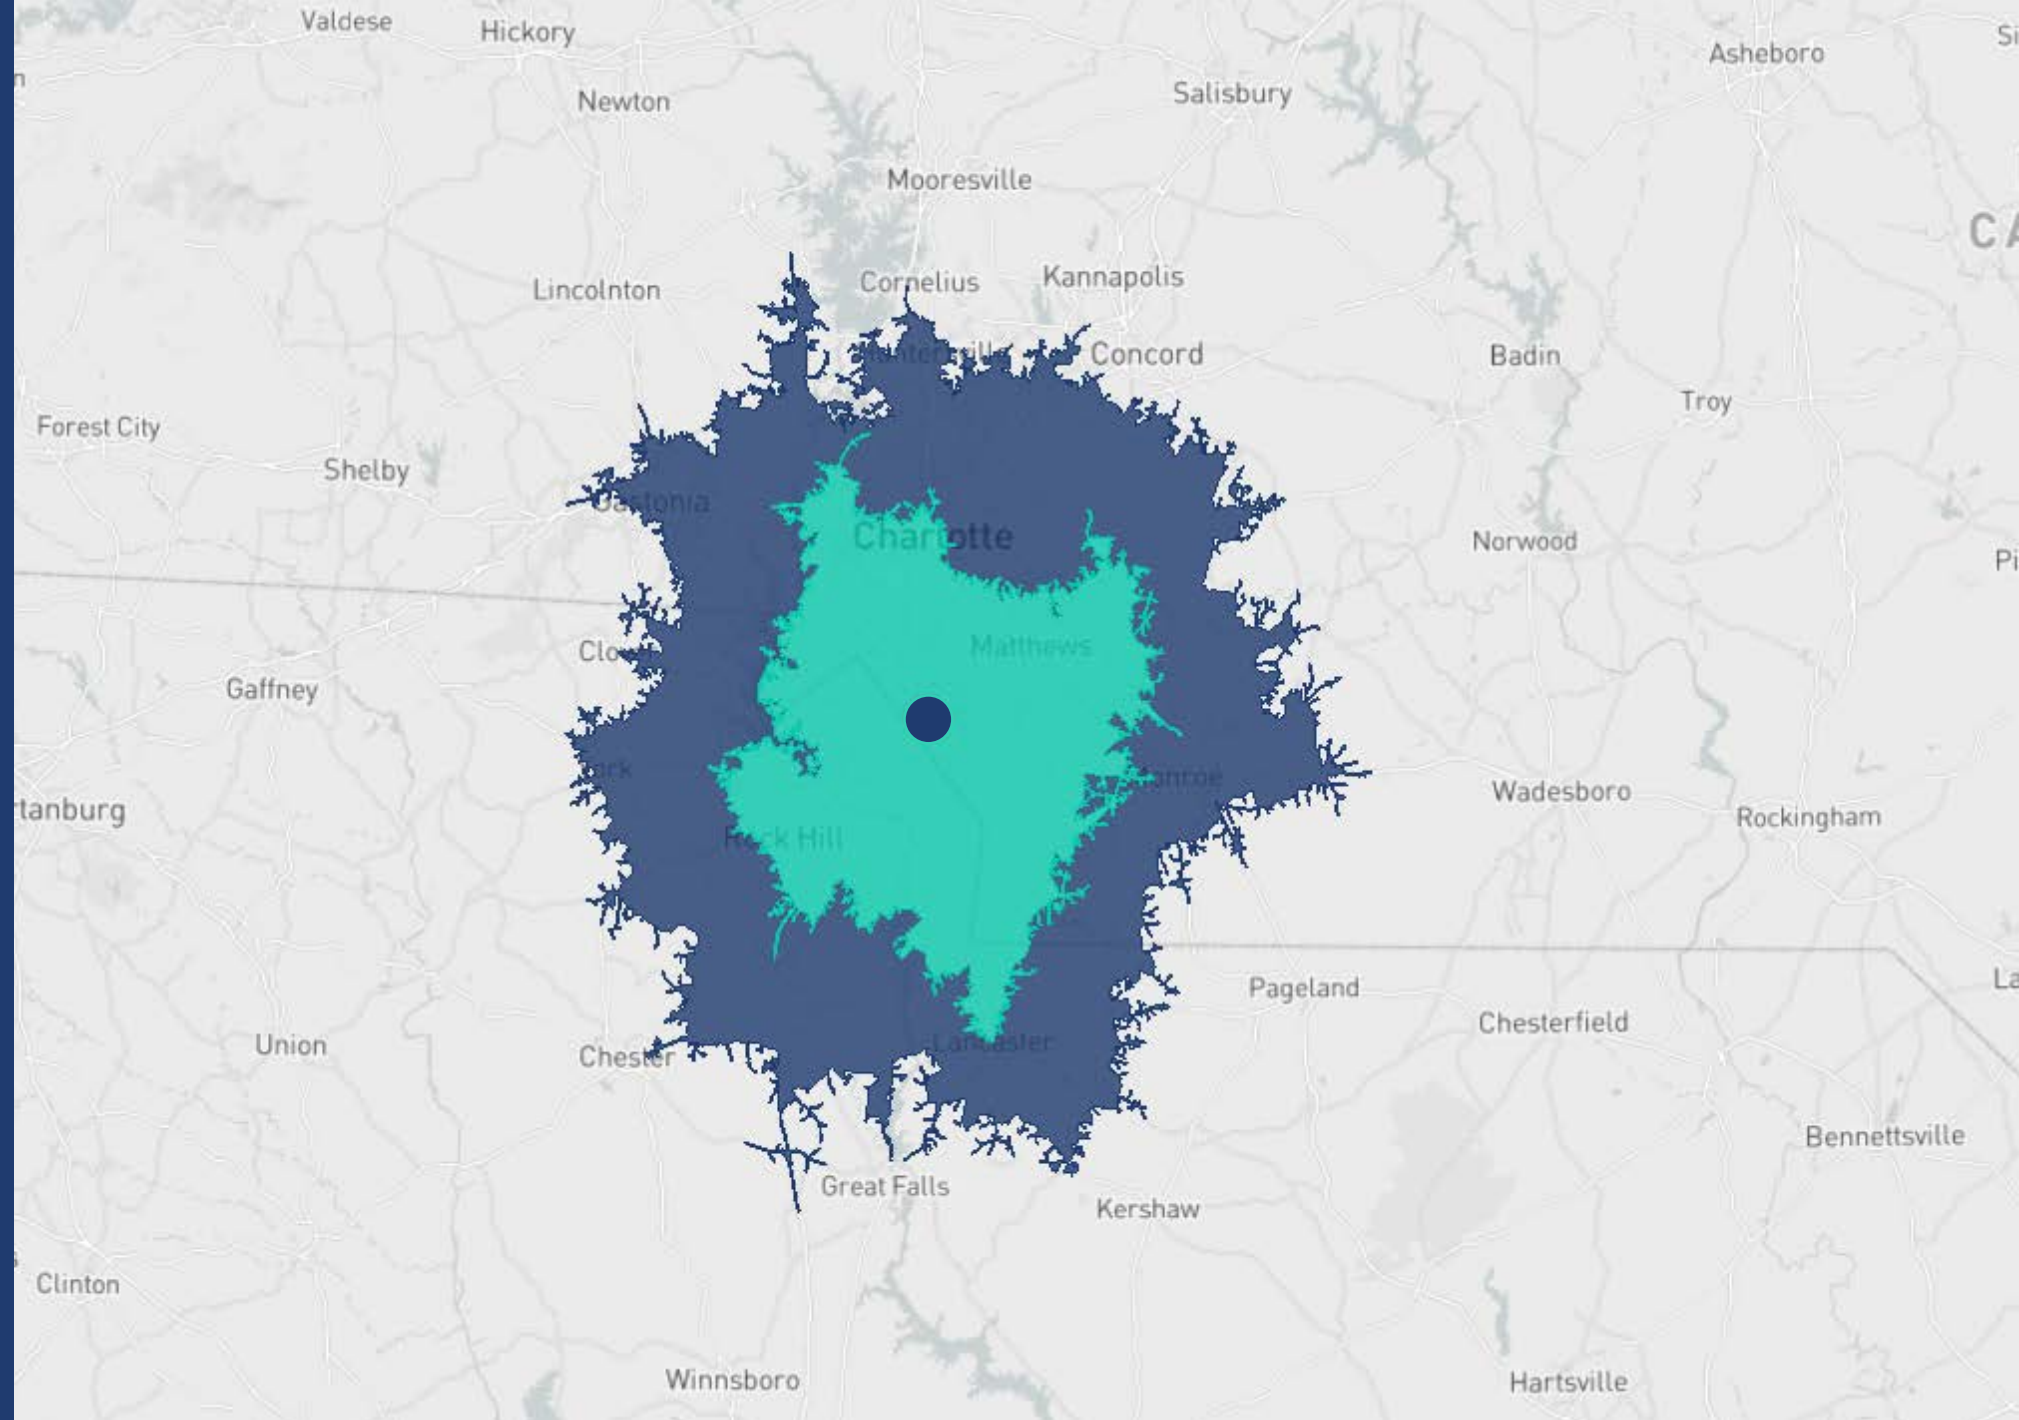 Valdese
Hickory
Asheboro
Newton
Salisbury
Mooresville
Cornelius
Kannapolis
Lincolnton
Concord
Badin
Troy
Forest City
Shelby
Gastonia
Charlotte
Norwood
Matthews
Gaffney
Wadesboro
Rockingham
Rock Hill
Pageland
Chesterfield
Union
Lancaster
Chester
Bennettsville
Great Falls
Kershaw
Clinton
Winnsboro
Hartsville